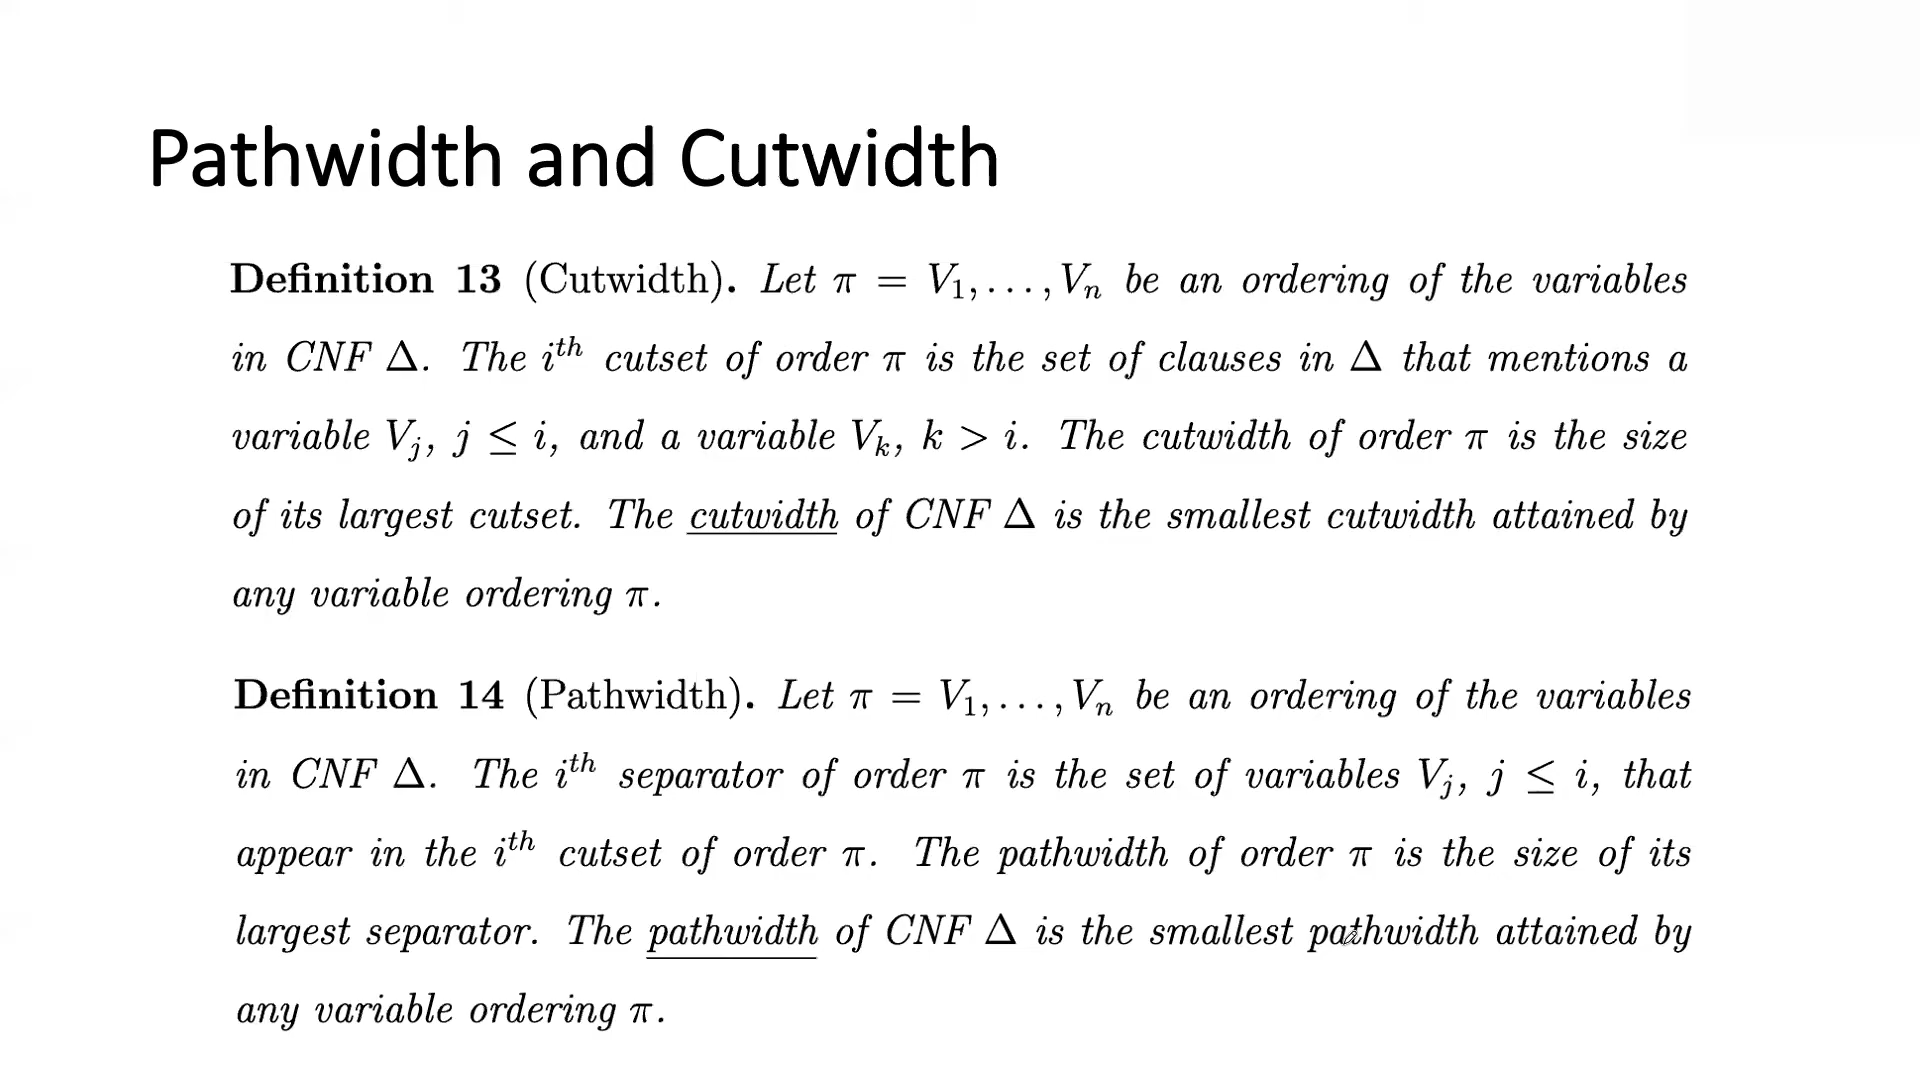 Pathwidth and Cutwidth
Definition 13 (Cutwidth). Let π = V₁, . . . , Vₙ be an ordering of the variables
in CNF Δ. The iᵗʰ cutset of order π is the set of clauses in Δ that mentions a
variable Vⱼ, j ≤ i, and a variable Vₖ, k > i. The cutwidth of order π is the size
of its largest cutset. The cutwidth of CNF Δ is the smallest cutwidth attained by
any variable ordering π.
Definition 14 (Pathwidth). Let π = V₁, . . . , Vₙ be an ordering of the variables
in CNF Δ. The iᵗʰ separator of order π is the set of variables Vⱼ, j ≤ i, that
appear in the iᵗʰ cutset of order π. The pathwidth of order π is the size of its
largest separator. The pathwidth of CNF Δ is the smallest pathwidth attained by
any variable ordering π.